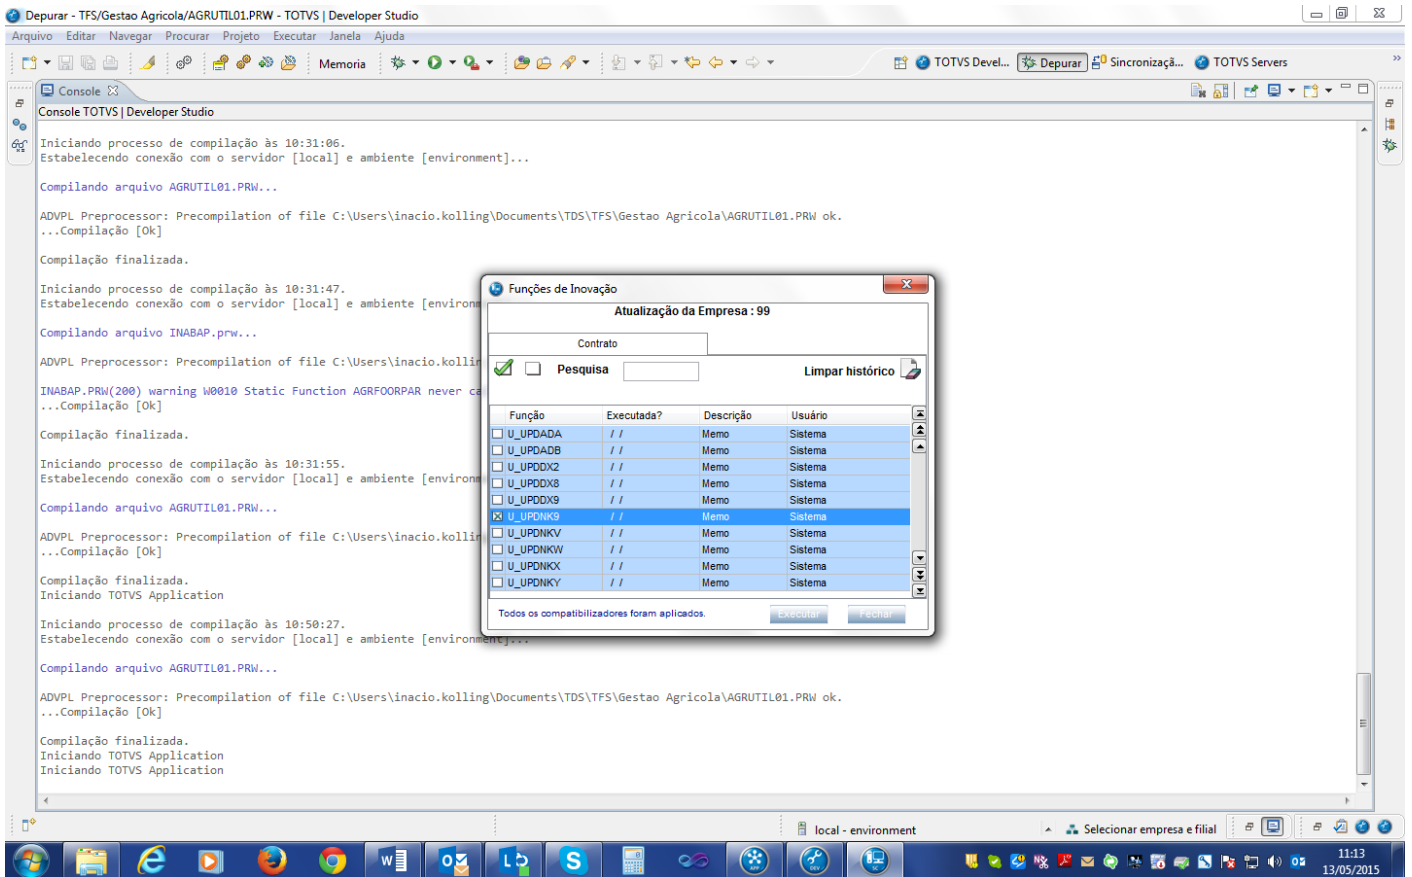 Depurar - TFS/Gestao Agricola/AGRUTIL01.PRW - TOTVS | Developer Studio
Arquivo Editar Navegar Procurar Projeto Executar Janela Ajuda
Memoria
TOTVS Devel...
Depurar
Sincronizaçã...
TOTVS Servers
Console
Console TOTVS | Developer Studio
Iniciando processo de compilação às 10:31:06.
Estabelecendo conexão com o servidor [local] e ambiente [environment]...
Compilando arquivo AGRUTIL01.PRW...
ADVPL Preprocessor: Precompilation of file C:\Users\inacio.kolling\Documents\TDS\TFS\Gestao Agricola\AGRUTIL01.PRW ok.
...Compilação [Ok]
Compilação finalizada.
Iniciando processo de compilação às 10:31:47.
Estabelecendo conexão com o servidor [local] e ambiente [environm
Compilando arquivo INABAP.prw...
ADVPL Preprocessor: Precompilation of file C:\Users\inacio.kollin
INABAP.PRW(200) warning W0010 Static Function AGRFOORPAR never ca
...Compilação [Ok]
Compilação finalizada.
Iniciando processo de compilação às 10:31:55.
Estabelecendo conexão com o servidor [local] e ambiente [environm
Compilando arquivo AGRUTIL01.PRW...
ADVPL Preprocessor: Precompilation of file C:\Users\inacio.kollin
...Compilação [Ok]
Compilação finalizada.
Iniciando TOTVS Application
Iniciando processo de compilação às 10:50:27.
Estabelecendo conexão com o servidor [local] e ambiente [environment]...
Compilando arquivo AGRUTIL01.PRW...
ADVPL Preprocessor: Precompilation of file C:\Users\inacio.kolling\Documents\TDS\TFS\Gestao Agricola\AGRUTIL01.PRW ok.
...Compilação [Ok]
Compilação finalizada.
Iniciando TOTVS Application
Iniciando TOTVS Application
Funções de Inovação
Atualização da Empresa : 99
Contrato
Pesquisa
Limpar histórico
Função Executada? Descrição Usuário
U_UPDADA / / Memo Sistema
U_UPDADB / / Memo Sistema
U_UPDDX2 / / Memo Sistema
U_UPDDX8 / / Memo Sistema
U_UPDDX9 / / Memo Sistema
U_UPDNK9 / / Memo Sistema
U_UPDNKV / / Memo Sistema
U_UPDNKW / / Memo Sistema
U_UPDNKX / / Memo Sistema
U_UPDNKY / / Memo Sistema
Todos os compatibilizadores foram aplicados.
Executar
Fechar
local - environment
Selecionar empresa e filial
11:13
13/05/2015